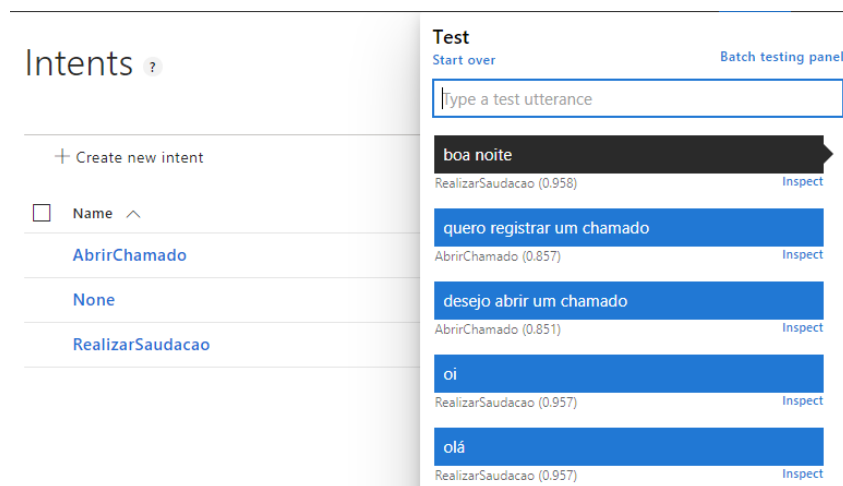 Intents ?
+ Create new intent
Name
AbrirChamado
None
RealizarSaudacao
Test
Start over
Batch testing panel
Type a test utterance
boa noite
RealizarSaudacao (0.958) Inspect
quero registrar um chamado
AbrirChamado (0.857) Inspect
desejo abrir um chamado
AbrirChamado (0.851) Inspect
oi
RealizarSaudacao (0.957) Inspect
olá
RealizarSaudacao (0.957) Inspect